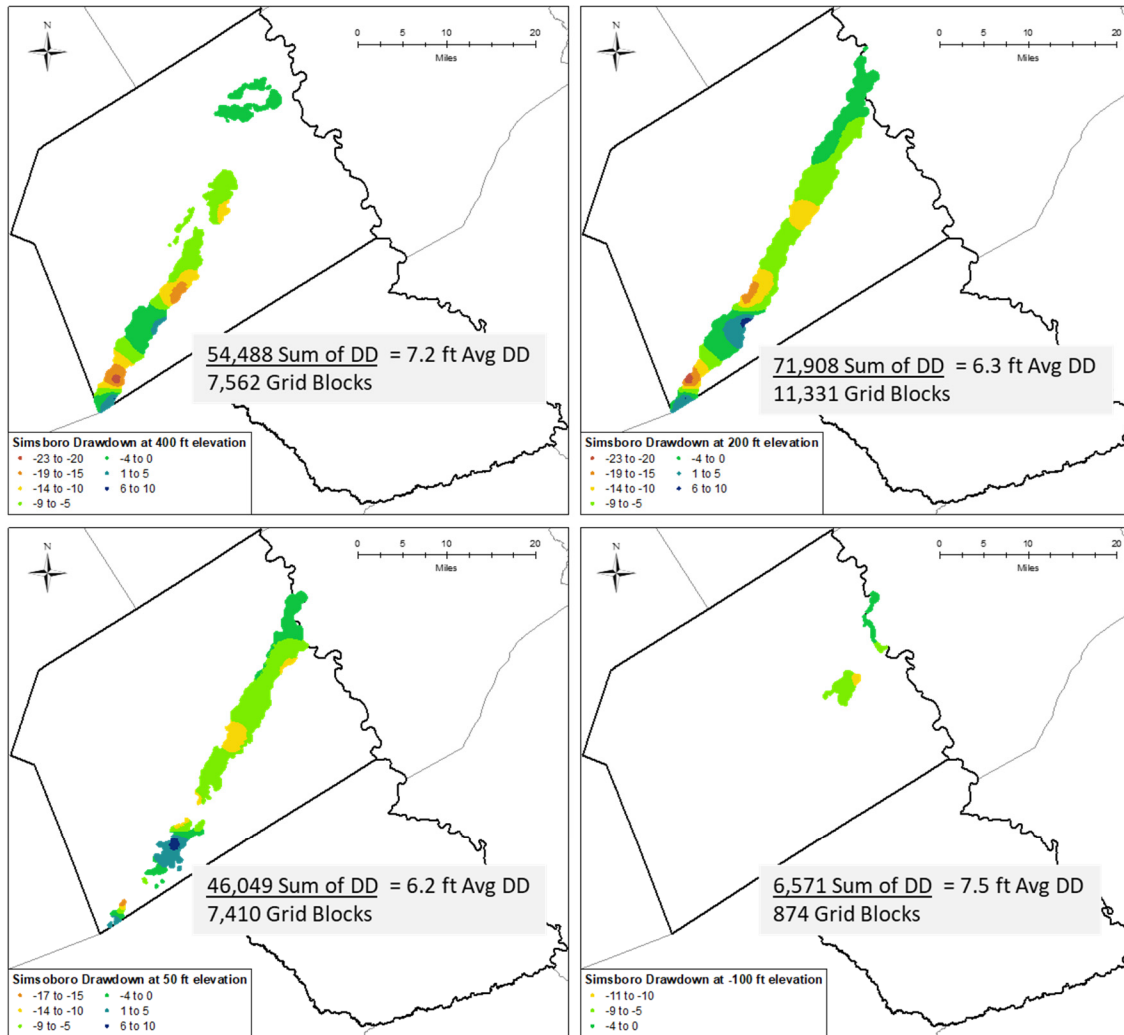 N
0 5 10 20
Miles
54,488 Sum of DD = 7.2 ft Avg DD
7,562 Grid Blocks
Simsboro Drawdown at 400 ft elevation
-23 to -20 -4 to 0
-19 to -15 1 to 5
-14 to -10 6 to 10
-9 to -5
N
0 5 10 20
Miles
71,908 Sum of DD = 6.3 ft Avg DD
11,331 Grid Blocks
Simsboro Drawdown at 200 ft elevation
-23 to -20 -4 to 0
-19 to -15 1 to 5
-14 to -10 6 to 10
-9 to -5
N
0 5 10 20
Miles
46,049 Sum of DD = 6.2 ft Avg DD
7,410 Grid Blocks
Simsoboro Drawdown at 50 ft elevation
-17 to -15 -4 to 0
-14 to -10 1 to 5
-9 to -5 6 to 10
N
0 5 10 20
Miles
6,571 Sum of DD = 7.5 ft Avg DD
874 Grid Blocks
Simsboro Drawdown at -100 ft elevation
-11 to -10
-9 to -5
-4 to 0